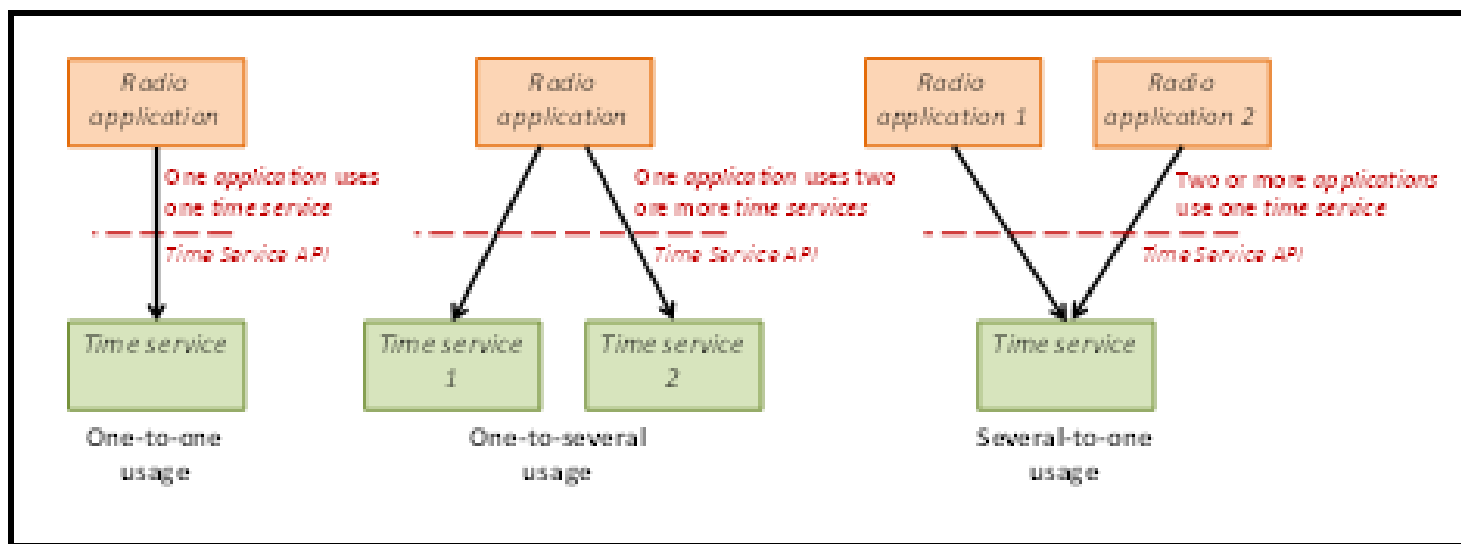 Radio
application
One application uses
one time service
Time Service API
Time service
One-to-one
usage
Radio
application
One application uses two
ore more time services
Time Service API
Time service
1
Time service
2
One-to-several
usage
Radio
application 1
Radio
application 2
Two or more applications
use one time service
Time Service API
Time service
Several-to-one
usage